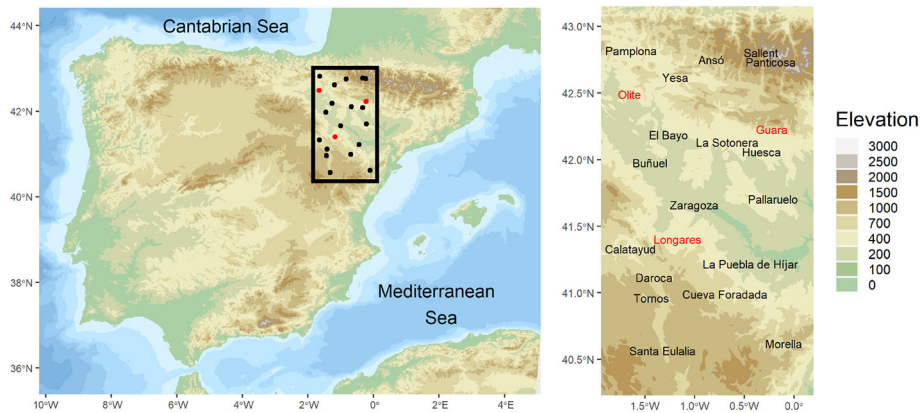 Cantabrian Sea
Mediterranean
Sea
44°N
42°N
40°N
38°N
36°N
10°W
8°W
6°W
4°W
2°W
0°
2°E
4°E
43.0°N
42.5°N
42.0°N
41.5°N
41.0°N
40.5°N
Pamplona
Ansó
Sallent
Panticosa
Yesa
Olite
Guara
El Bayo
La Sotonera
Huesca
Buñuel
Zaragoza
Pallaruelo
Longares
Calatayud
La Puebla de Híjar
Daroca
Tornos
Cueva Foradada
Morella
Santa Eulalia
1.5°W
1.0°W
0.5°W
0.0°
Elevation
3000
2500
2000
1500
1000
700
400
200
100
0